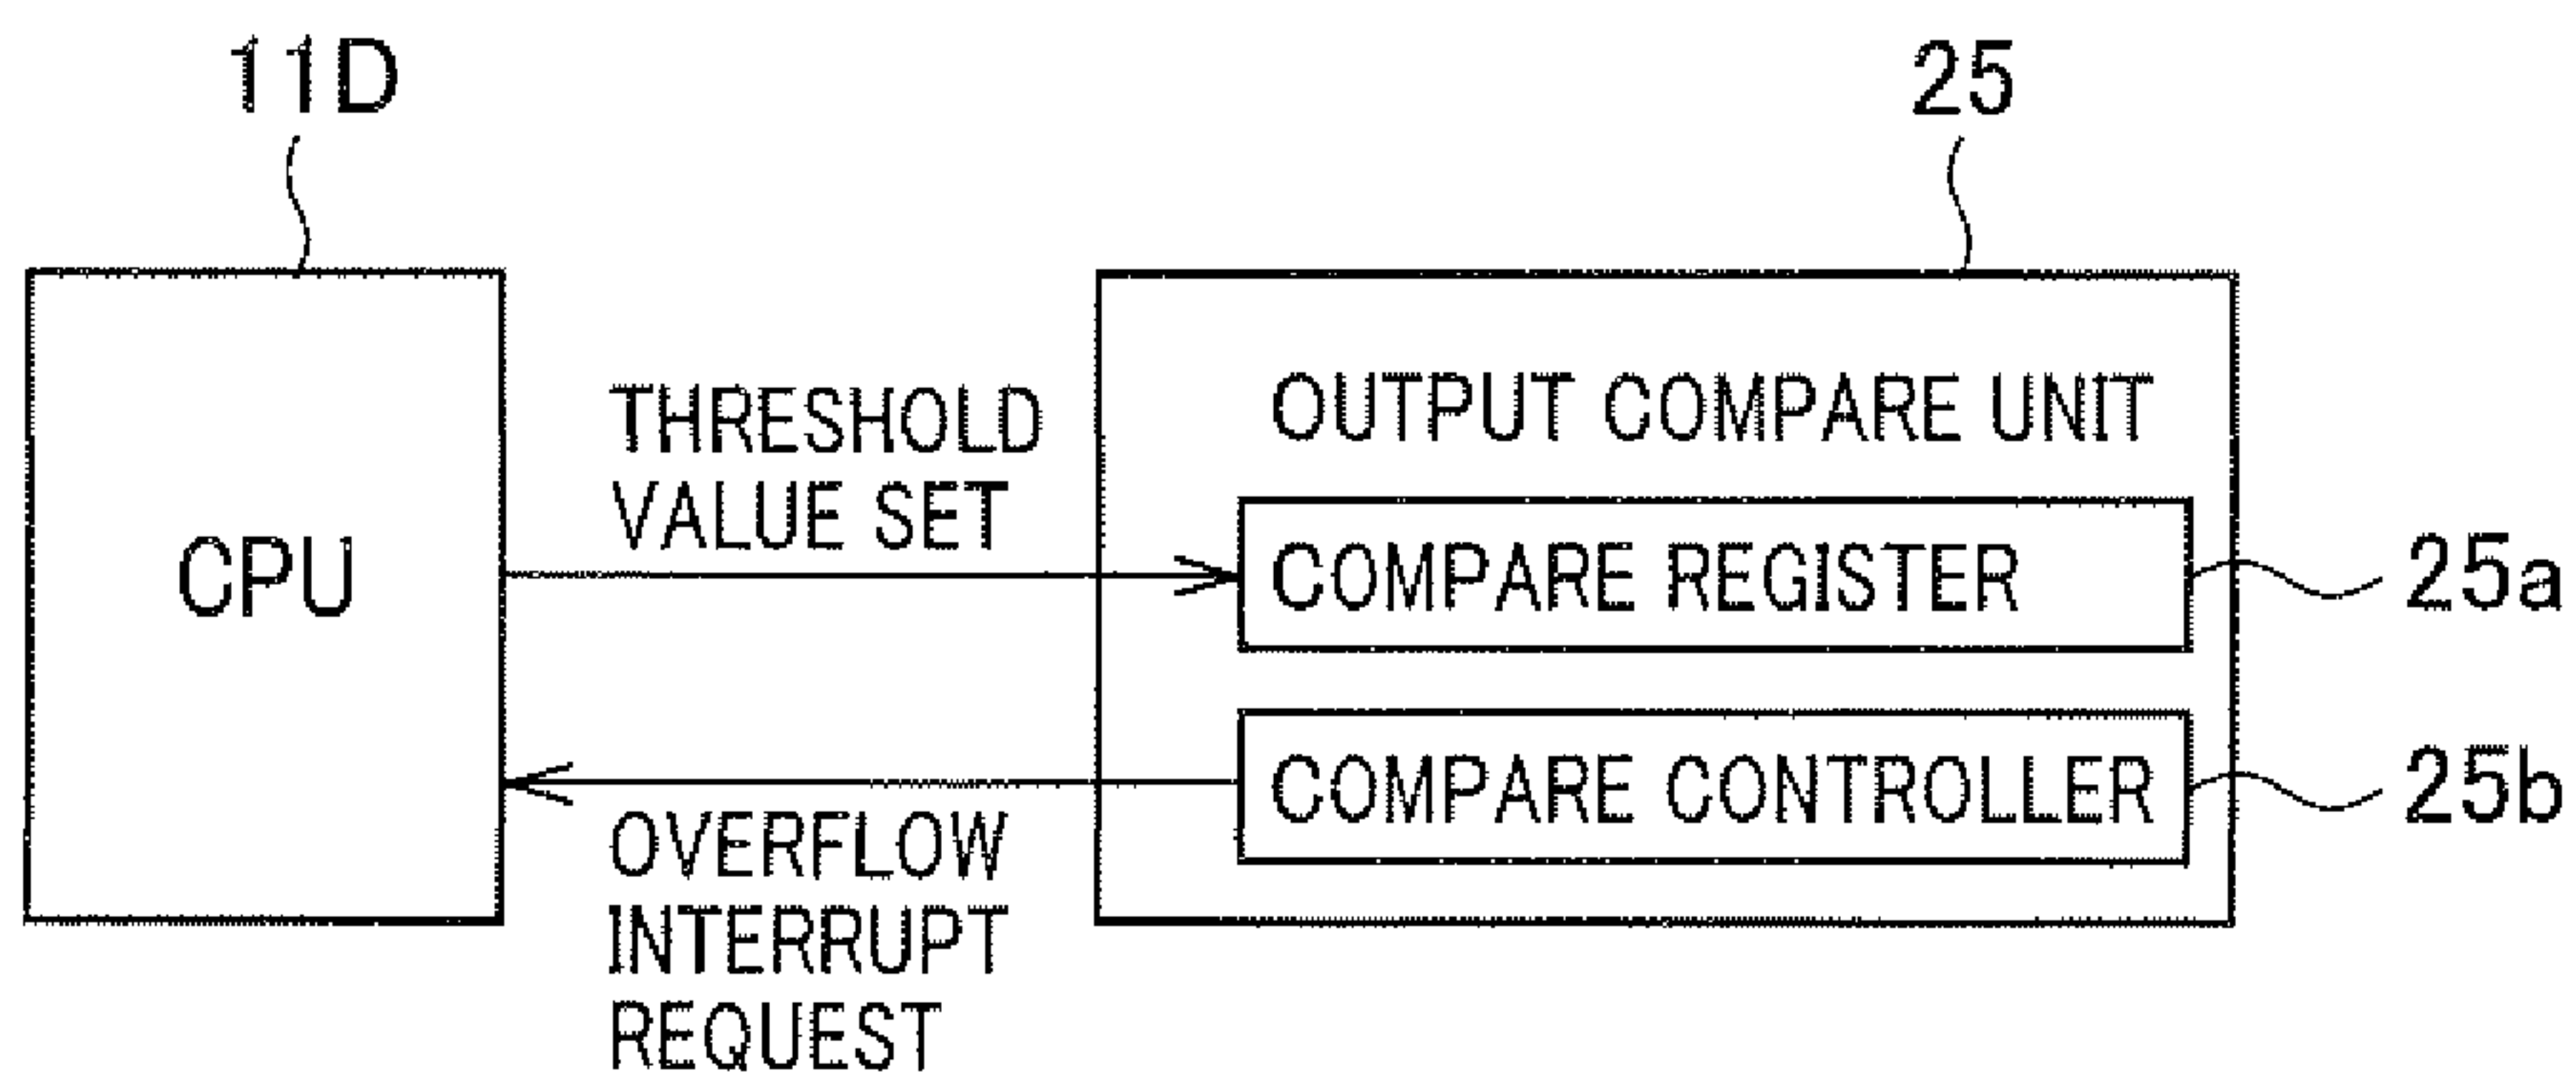 11D
25
THRESHOLD
VALUE SET
CPU
OUTPUT COMPARE UNIT
COMPARE REGISTER
25a
COMPARE CONTROLLER
25b
OVERFLOW
INTERRUPT
REQUEST